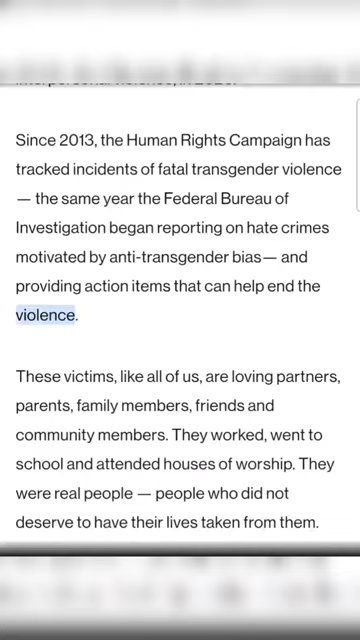 Since 2013, the Human Rights Campaign has
tracked incidents of fatal transgender violence
— the same year the Federal Bureau of
Investigation began reporting on hate crimes
motivated by anti-transgender bias— and
providing action items that can help end the
violence.
These victims, like all of us, are loving partners,
parents, family members, friends and
community members. They worked, went to
school and attended houses of worship. They
were real people — people who did not
deserve to have their lives taken from them.